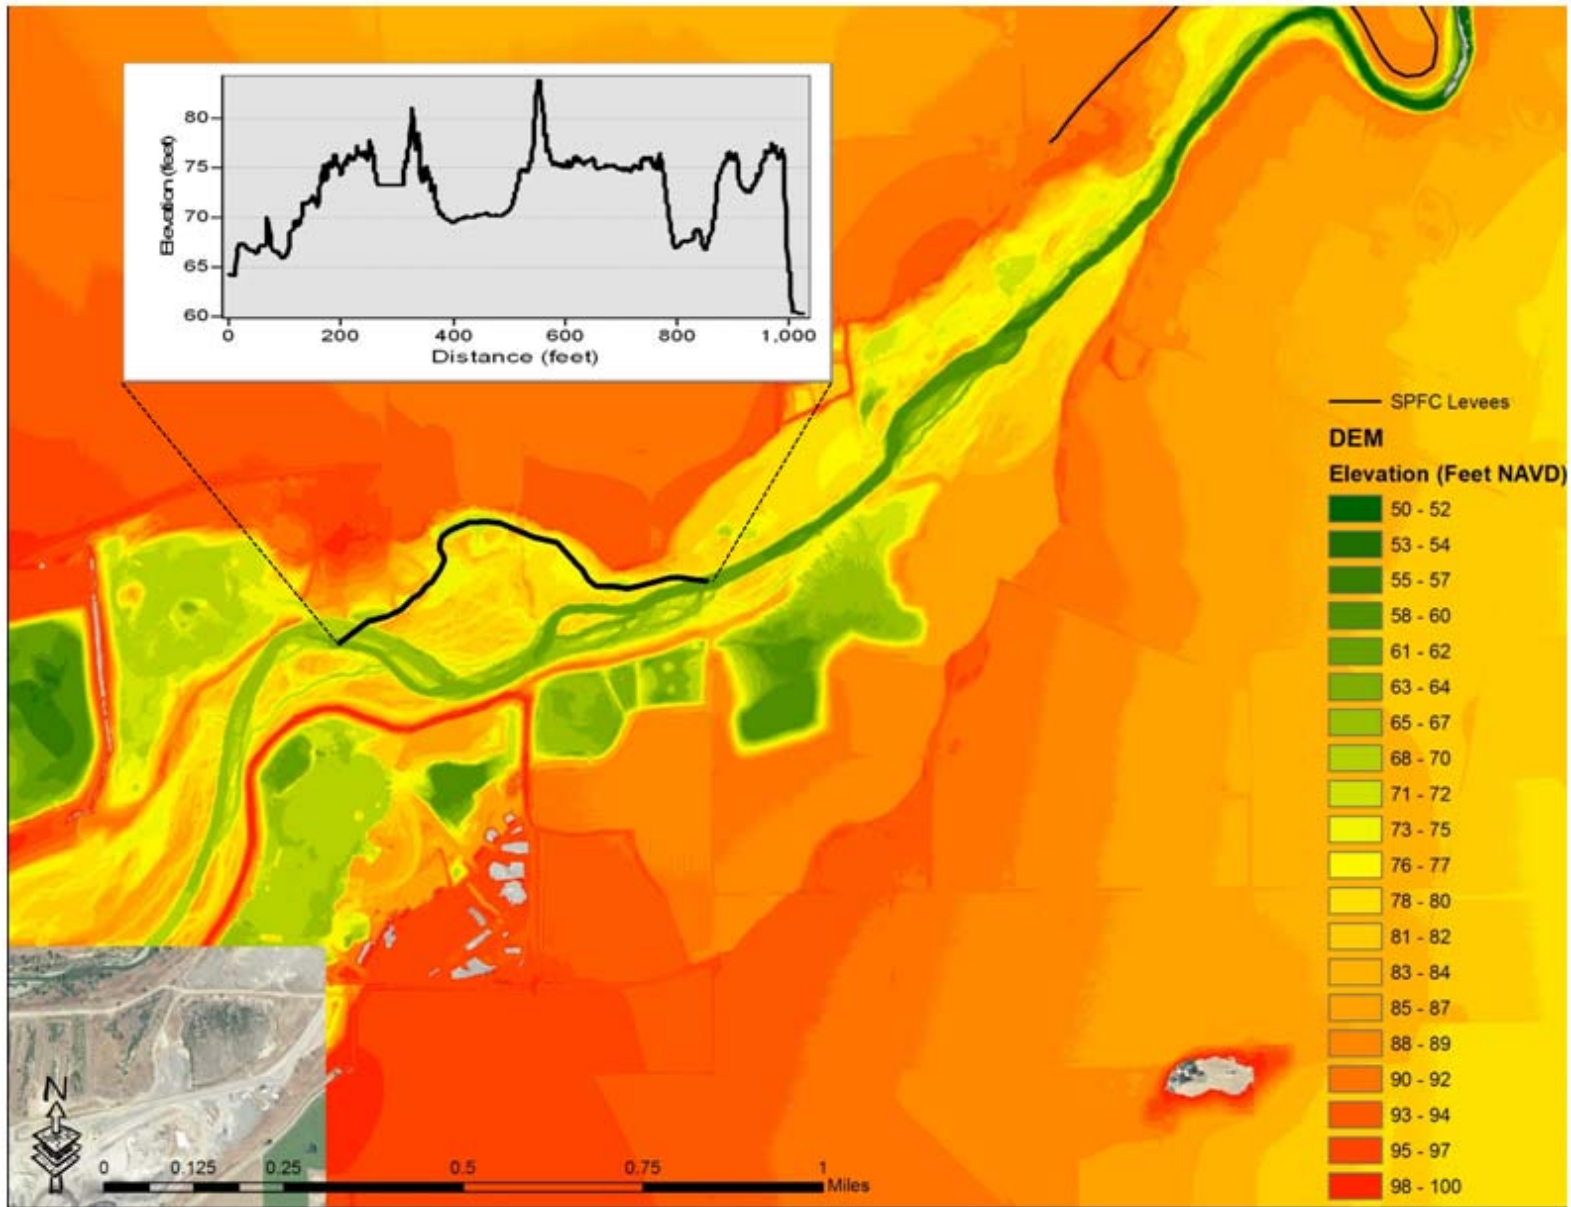 80
75
70
65
60
Elevation (feet)
0 200 400 600 800 1,000
Distance (feet)
SPFC Levees
DEM
Elevation (Feet NAVD)
50 - 52
53 - 54
55 - 57
58 - 60
61 - 62
63 - 64
65 - 67
68 - 70
71 - 72
73 - 75
76 - 77
78 - 80
81 - 82
83 - 84
85 - 87
88 - 89
90 - 92
93 - 94
95 - 97
98 - 100
N
0 0.125 0.25 0.5 0.75 1
Miles